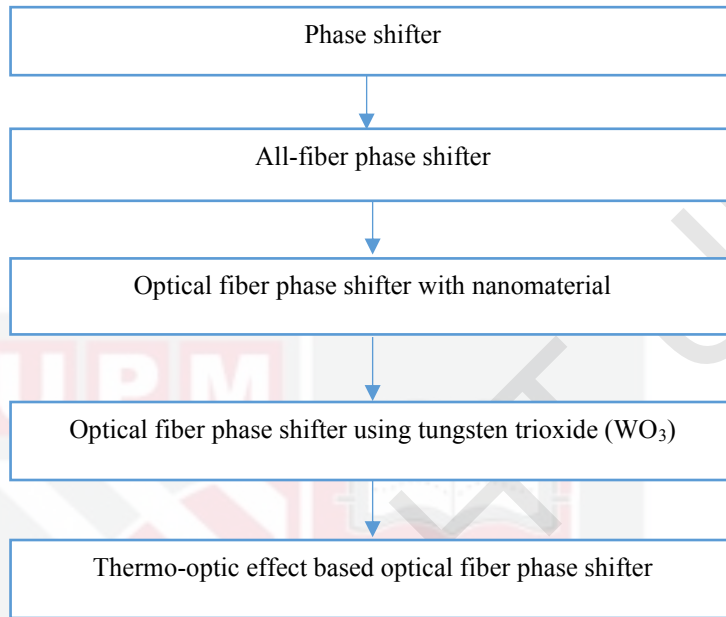 Phase shifter
All-fiber phase shifter
Optical fiber phase shifter with nanomaterial
UPM
Optical fiber phase shifter using tungsten trioxide (WO₃)
Thermo-optic effect based optical fiber phase shifter